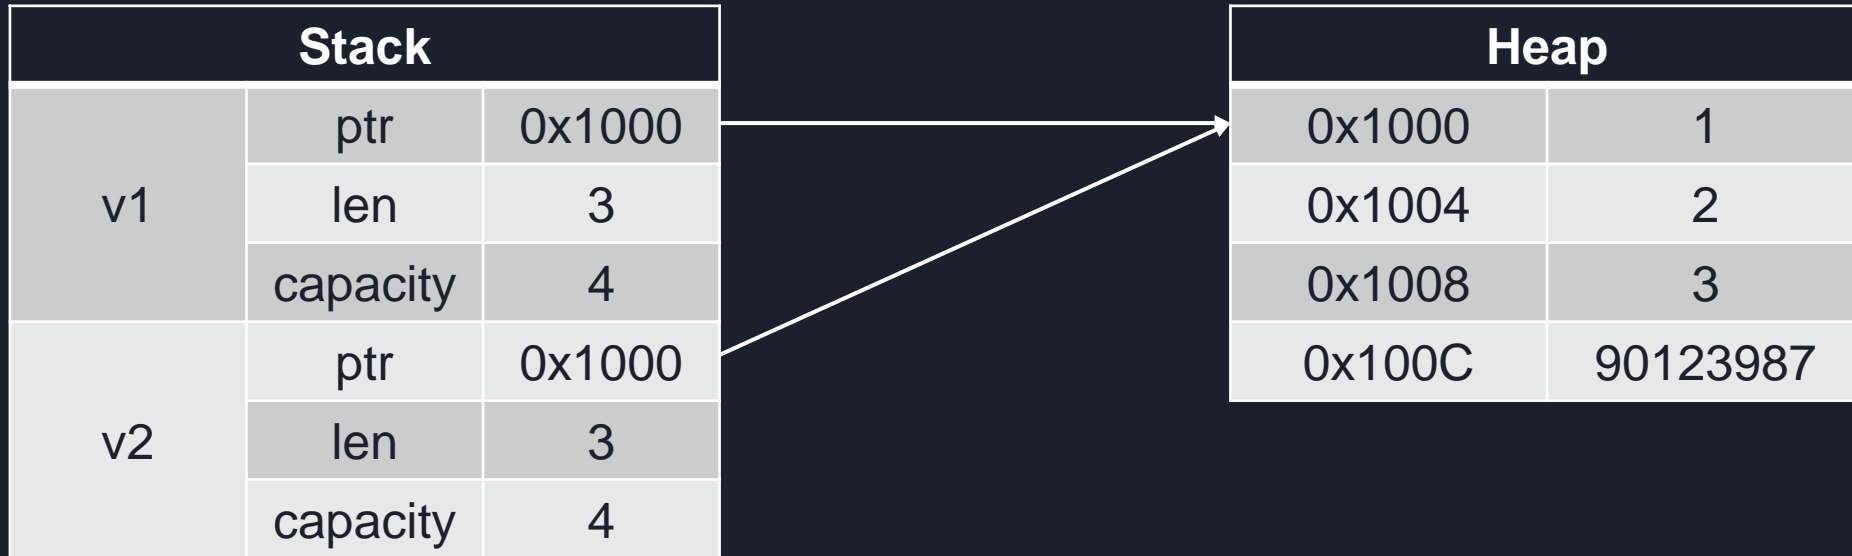 Stack
v1 ptr 0x1000
len 3
capacity 4
v2 ptr 0x1000
len 3
capacity 4
Heap
0x1000 1
0x1004 2
0x1008 3
0x100C 90123987